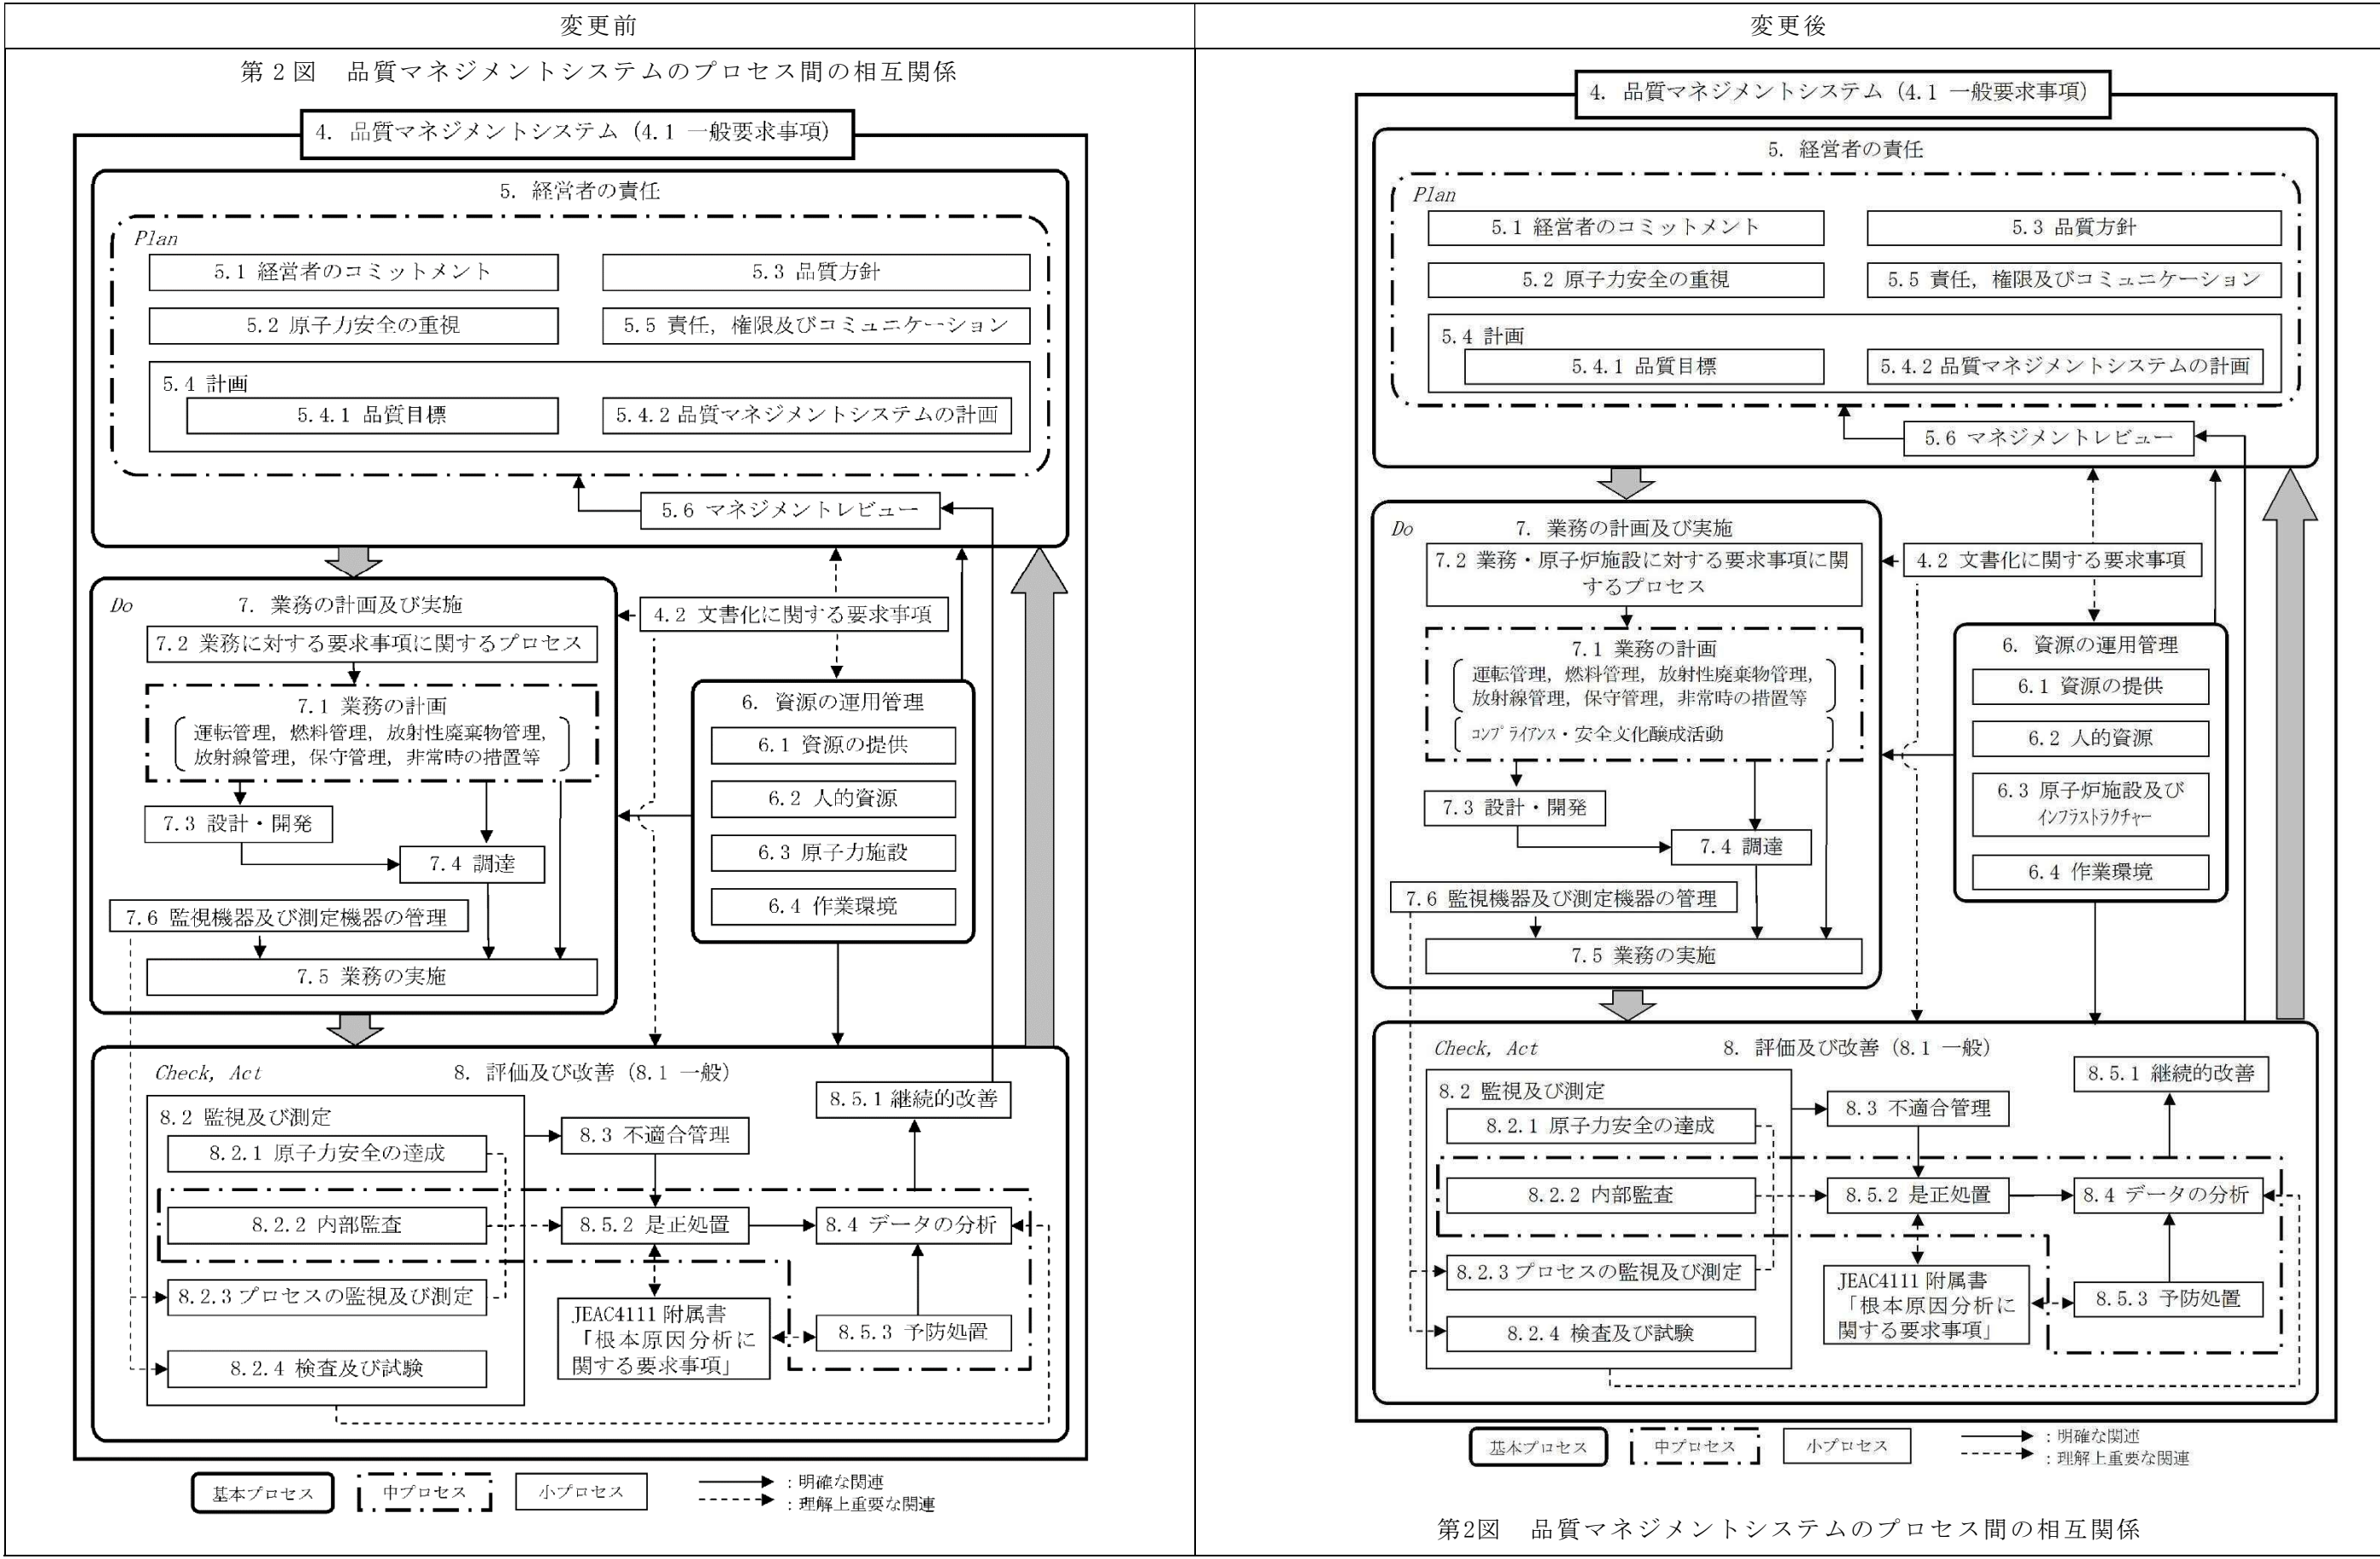 変更前
第2図 品質マネジメントシステムのプロセス間の相互関係
4. 品質マネジメントシステム (4.1 一般要求事項)
5. 経営者の責任
Plan
5.1 経営者のコミットメント
5.3 品質方針
5.2 原子力安全の重視
5.5 責任, 権限及びコミュニケーション
5.4 計画
5.4.1 品質目標
5.4.2 品質マネジメントシステムの計画
5.6 マネジメントレビュー
Do
7. 業務の計画及び実施
4.2 文書化に関する要求事項
7.2 業務に対する要求事項に関するプロセス
7.1 業務の計画
運転管理, 燃料管理, 放射性廃棄物管理,
放射線管理, 保守管理, 非常時の措置等
7.3 設計・開発
7.4 調達
7.6 監視機器及び測定機器の管理
7.5 業務の実施
6. 資源の運用管理
6.1 資源の提供
6.2 人的資源
6.3 原子力施設
6.4 作業環境
Check, Act
8. 評価及び改善 (8.1 一般)
8.5.1 継続的改善
8.2 監視及び測定
8.3 不適合管理
8.2.1 原子力安全の達成
8.2.2 内部監査
8.5.2 是正処置
8.4 データの分析
8.2.3 プロセスの監視及び測定
JEAC4111 附属書
「根本原因分析に
関する要求事項」
8.5.3 予防処置
8.2.4 検査及び試験
基本プロセス
中プロセス
小プロセス
:明確な関連
:理解上重要な関連
変更後
4. 品質マネジメントシステム (4.1 一般要求事項)
5. 経営者の責任
Plan
5.1 経営者のコミットメント
5.3 品質方針
5.2 原子力安全の重視
5.5 責任, 権限及びコミュニケーション
5.4 計画
5.4.1 品質目標
5.4.2 品質マネジメントシステムの計画
5.6 マネジメントレビュー
Do
7. 業務の計画及び実施
7.2 業務・原子炉施設に対する要求事項に関
するプロセス
4.2 文書化に関する要求事項
7.1 業務の計画
運転管理, 燃料管理, 放射性廃棄物管理,
放射線管理, 保守管理, 非常時の措置等
コンプライアンス・安全文化醸成活動
7.3 設計・開発
7.4 調達
7.6 監視機器及び測定機器の管理
7.5 業務の実施
6. 資源の運用管理
6.1 資源の提供
6.2 人的資源
6.3 原子炉施設及び
インフラストラクチャー
6.4 作業環境
Check, Act
8. 評価及び改善 (8.1 一般)
8.5.1 継続的改善
8.2 監視及び測定
8.3 不適合管理
8.2.1 原子力安全の達成
8.2.2 内部監査
8.5.2 是正処置
8.4 データの分析
8.2.3 プロセスの監視及び測定
JEAC4111 附属書
「根本原因分析に
関する要求事項」
8.5.3 予防処置
8.2.4 検査及び試験
基本プロセス
中プロセス
小プロセス
:明確な関連
:理解上重要な関連
第2図 品質マネジメントシステムのプロセス間の相互関係